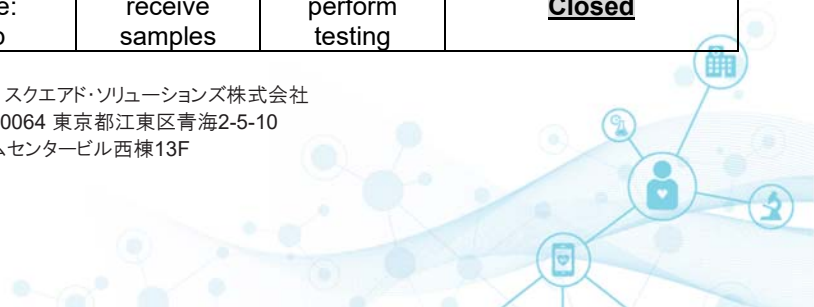 e:
receive
perform
Closed
samples
testing
スクエアド･ソリューションズ株式会社
0064 東京都江東区青海2-5-10
ムセンタービル西棟13F